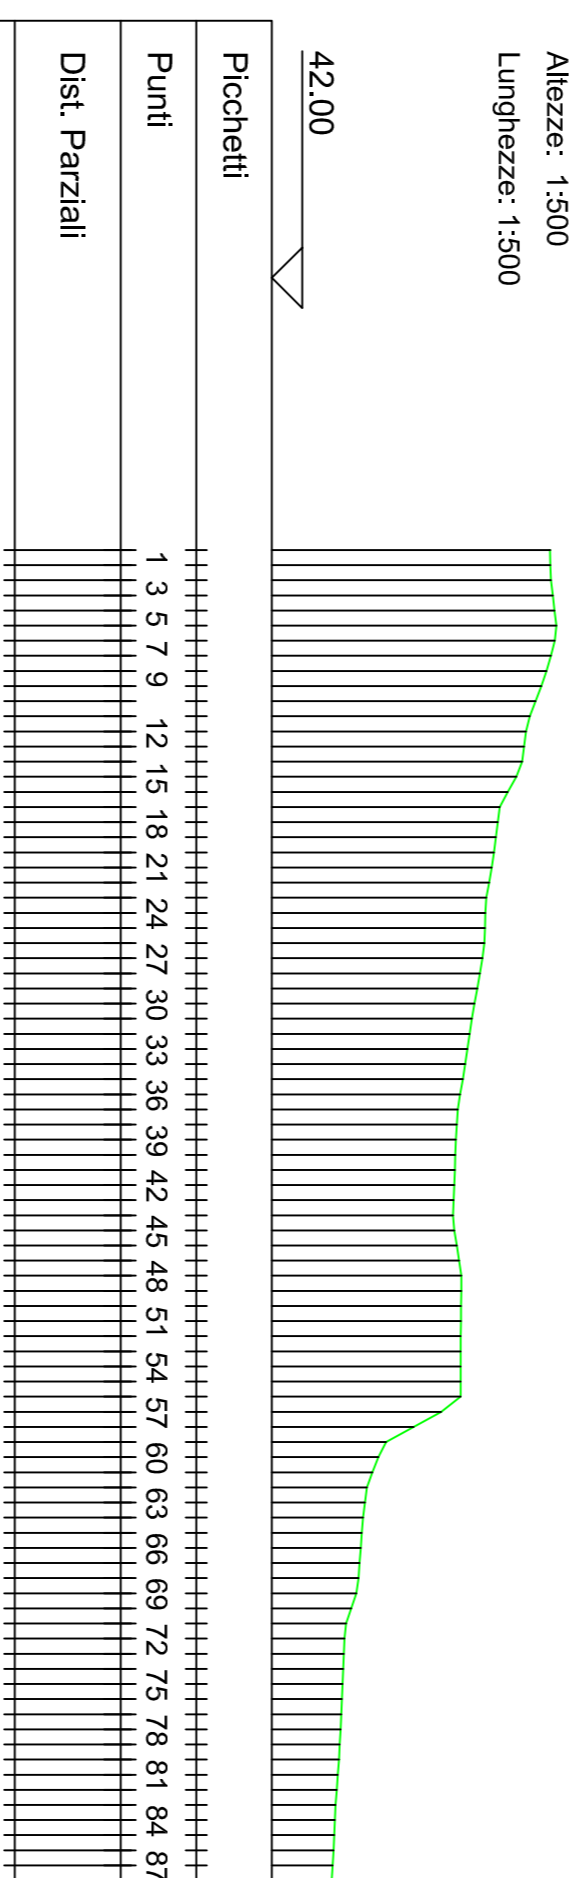 Altezze: 1:500
Lunghezze: 1:500
42.00
Picchetti
Punti
1 3 5 7 9 12 15 18 21 24 27 30 33 36 39 42 45 48 51 54 57 60 63 66 69 72 75 78 81 84 87
Dist. Parziali